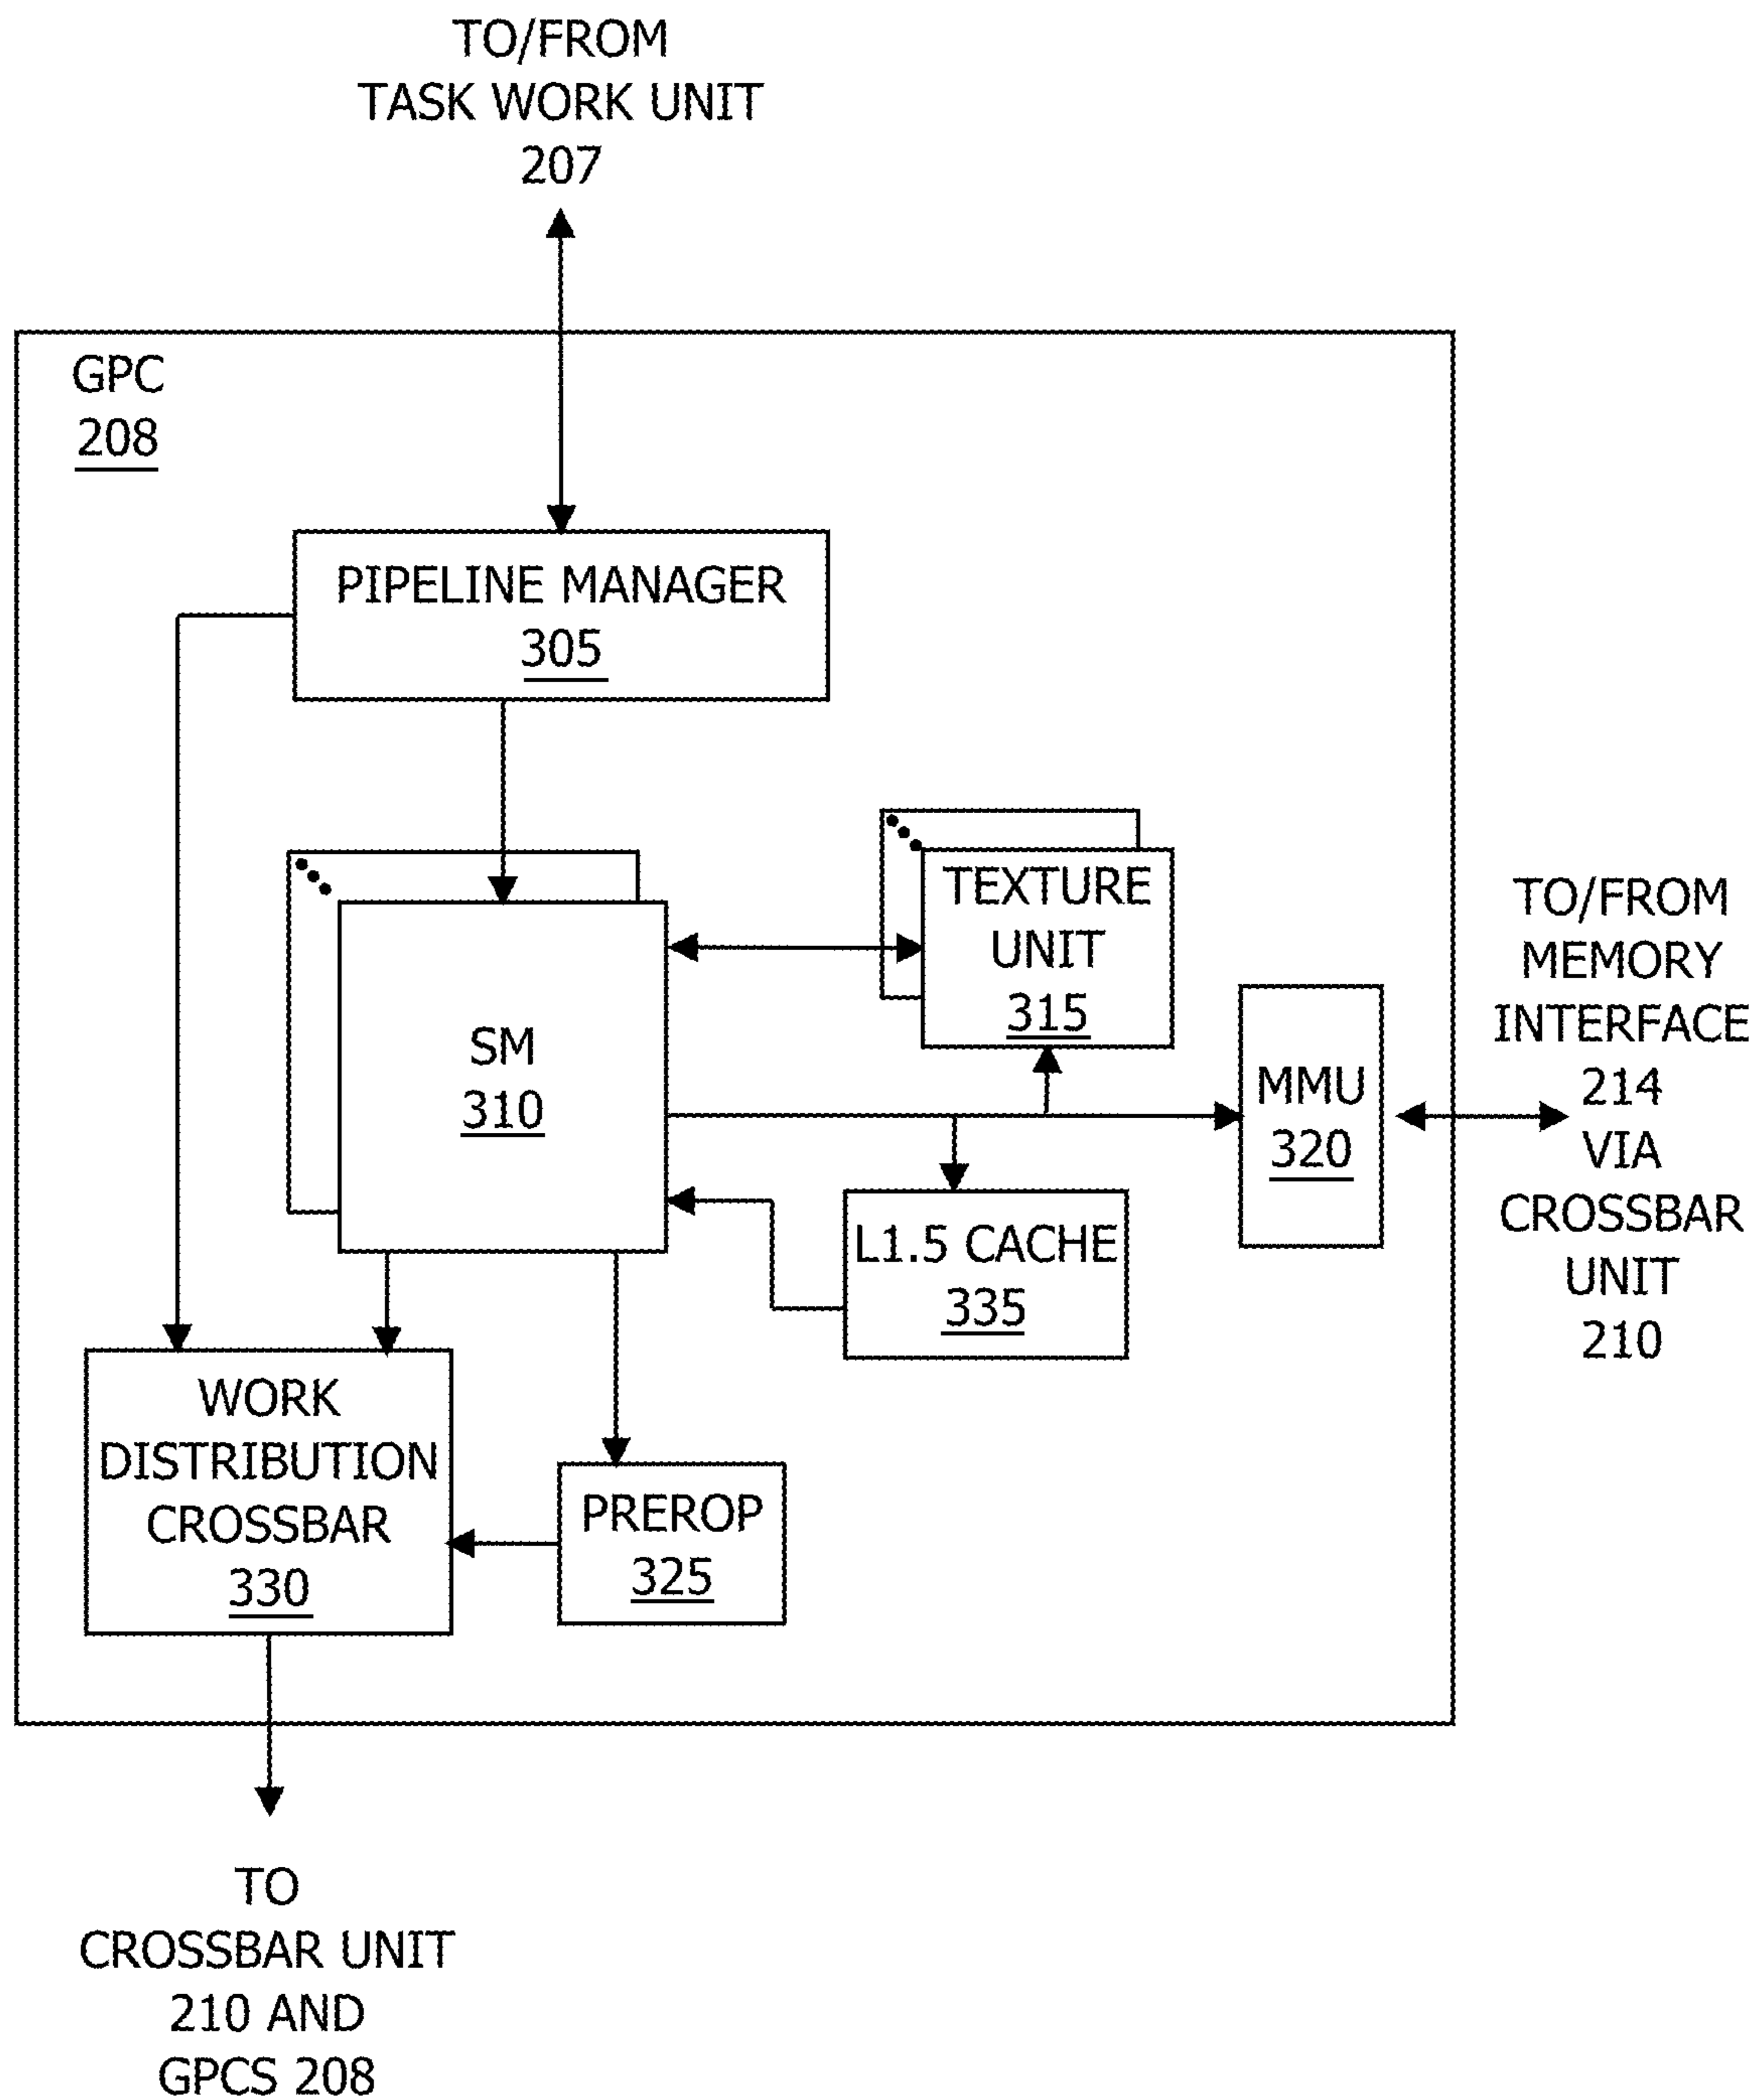 TO/FROM
TASK WORK UNIT
207
GPC
208
PIPELINE MANAGER
305
TEXTURE
UNIT
315
SM
310
MMU
320
TO/FROM
MEMORY
INTERFACE
214
VIA
CROSSBAR
UNIT
210
L1.5 CACHE
335
WORK
DISTRIBUTION
CROSSBAR
330
PREROP
325
TO
CROSSBAR UNIT
210 AND
GPCS 208